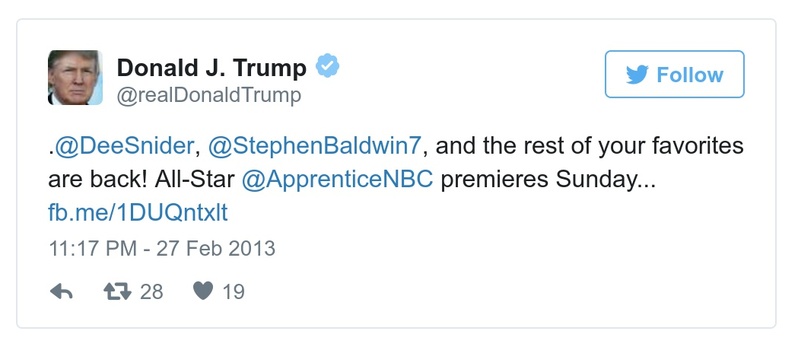 Donald J. Trump
@realDonaldTrump
Follow
.@DeeSnider, @StephenBaldwin7, and the rest of your favorites
are back! All-Star @ApprenticeNBC premieres Sunday...
fb.me/1DUQntxlt
11:17 PM - 27 Feb 2013
28 19